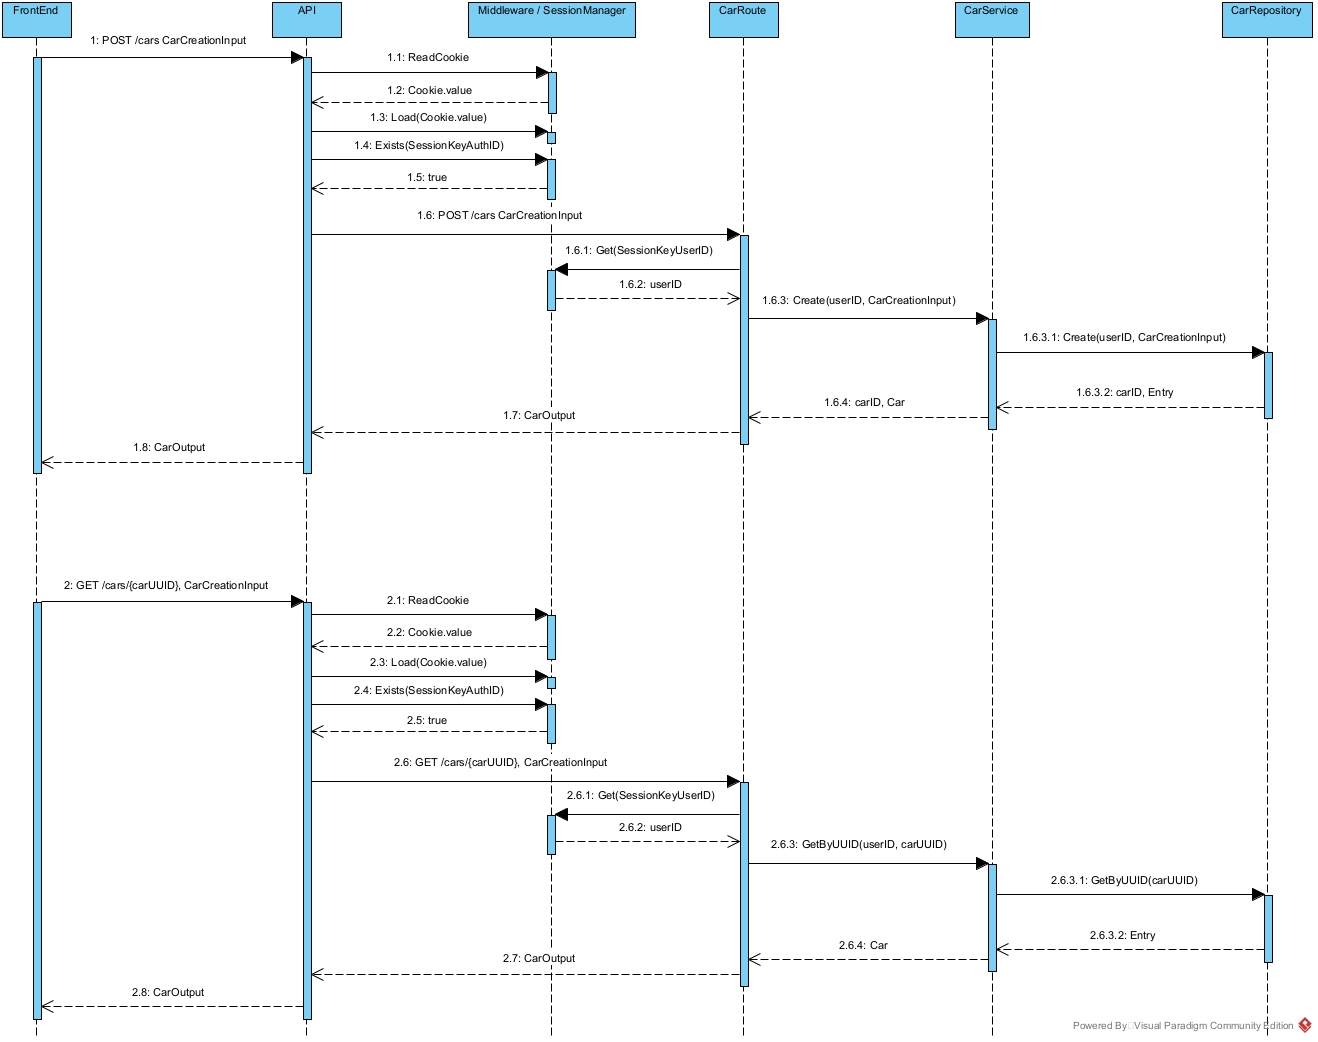 FrontEnd
API
Middleware / SessionManager
CarRoute
CarService
CarRepository
1: POST /cars CarCreationInput
1.1: ReadCookie
1.2: Cookie.value
1.3: Load(Cookie.value)
1.4: Exists(SessionKeyAuthID)
1.5: true
1.6: POST /cars CarCreationInput
1.6.1: Get(SessionKeyUserID)
1.6.2: userID
1.6.3: Create(userID, CarCreationInput)
1.6.3.1: Create(userID, CarCreationInput)
1.6.3.2: carID, Entry
1.6.4: carID, Car
1.7: CarOutput
1.8: CarOutput
2: GET /cars/{carUUID}, CarCreationInput
2.1: ReadCookie
2.2: Cookie.value
2.3: Load(Cookie.value)
2.4: Exists(SessionKeyAuthID)
2.5: true
2.6: GET /cars/{carUUID}, CarCreationInput
2.6.1: Get(SessionKeyUserID)
2.6.2: userID
2.6.3: GetByUUID(userID, carUUID)
2.6.3.1: GetByUUID(carUUID)
2.6.3.2: Entry
2.6.4: Car
2.7: CarOutput
2.8: CarOutput
Powered By Visual Paradigm Community Edition